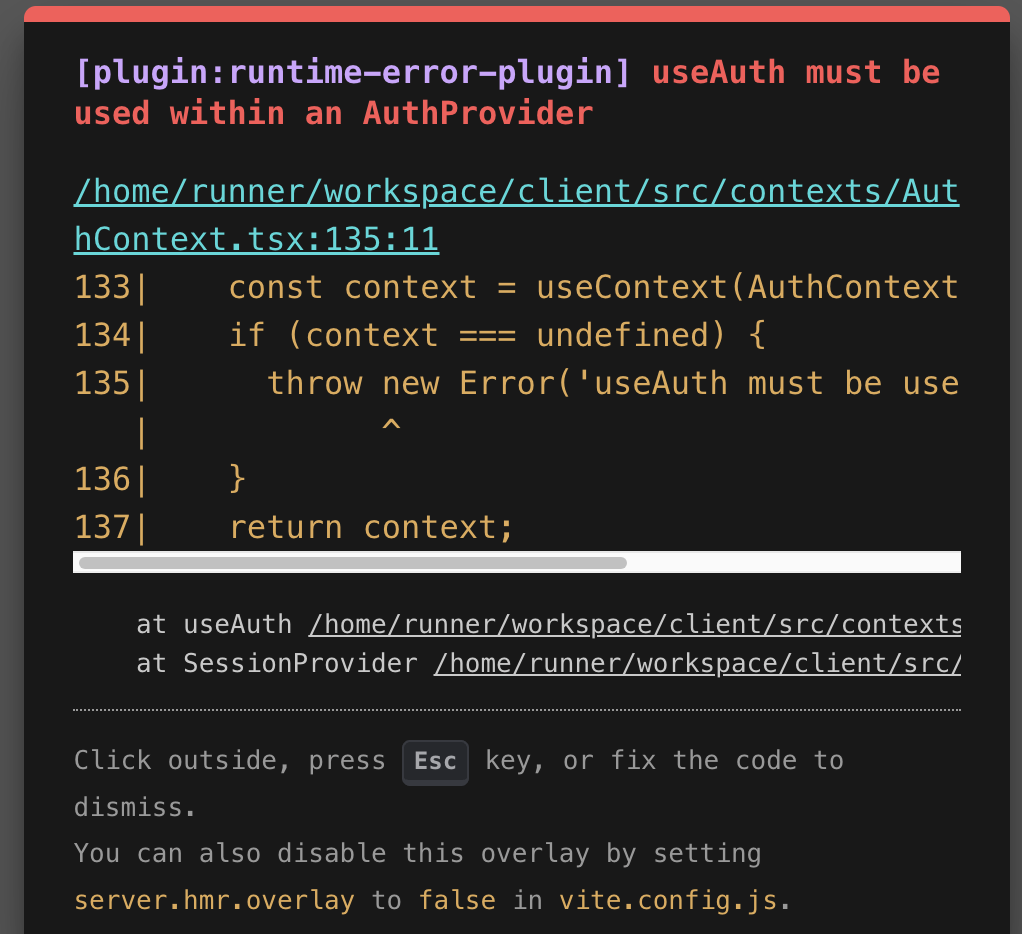 [plugin:runtime-error-plugin] useAuth must be
used within an AuthProvider
/home/runner/workspace/client/src/contexts/Aut
hContext.tsx:135:11
133|    const context = useContext(AuthContext
134|    if (context === undefined) {
135|      throw new Error('useAuth must be use
   |            ^
136|    }
137|    return context;
at useAuth /home/runner/workspace/client/src/contexts
at SessionProvider /home/runner/workspace/client/src/
Click outside, press Esc key, or fix the code to
dismiss.
You can also disable this overlay by setting
server.hmr.overlay to false in vite.config.js.